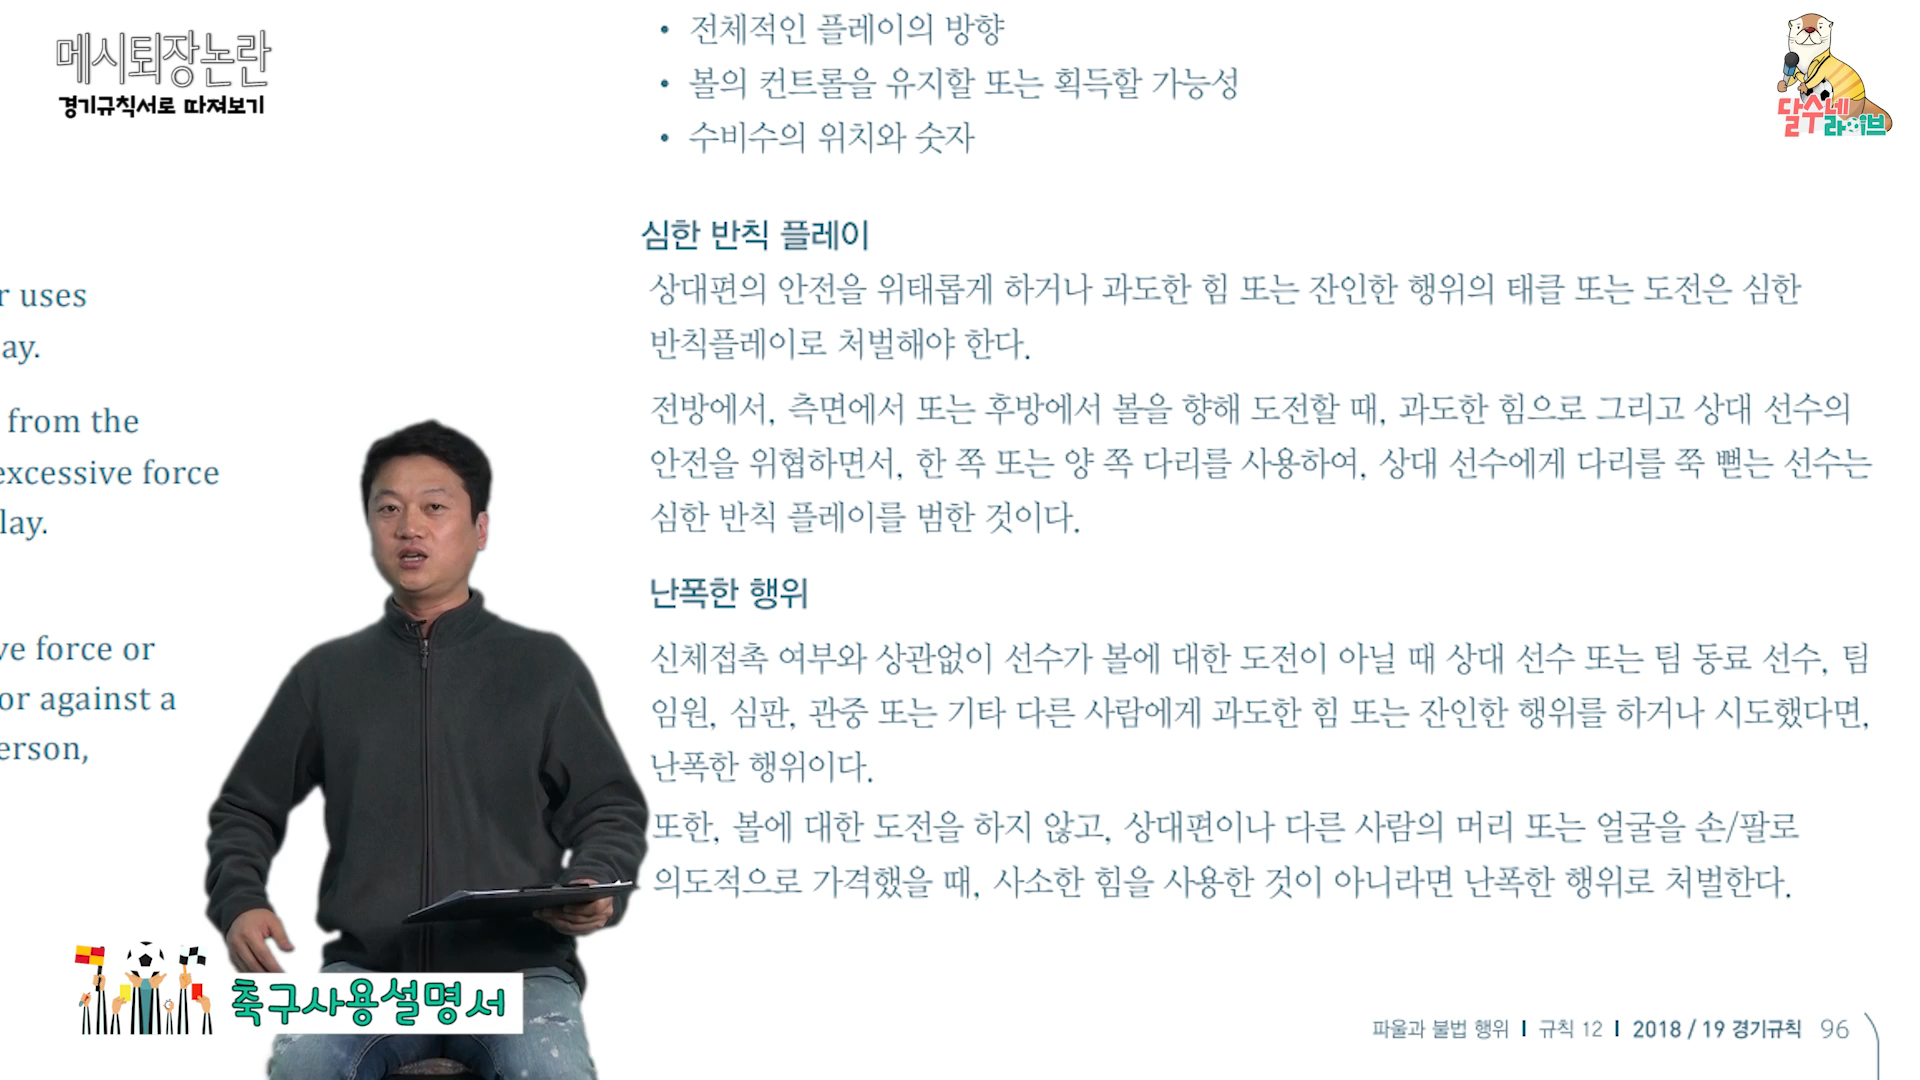 메시퇴장논란
경기규칙서로 따져보기
달수네
라이브
• 전체적인 플레이의 방향
• 볼의 컨트롤을 유지할 또는 획득할 가능성
• 수비수의 위치와 숫자
심한 반칙 플레이
상대편의 안전을 위태롭게 하거나 과도한 힘 또는 잔인한 행위의 태클 또는 도전은 심한
반칙플레이로 처벌해야 한다.
전방에서, 측면에서 또는 후방에서 볼을 향해 도전할 때, 과도한 힘으로 그리고 상대 선수의
안전을 위협하면서, 한 쪽 또는 양 쪽 다리를 사용하여, 상대 선수에게 다리를 쭉 뻗는 선수는
심한 반칙 플레이를 범한 것이다.
난폭한 행위
신체접촉 여부와 상관없이 선수가 볼에 대한 도전이 아닐 때 상대 선수 또는 팀 동료 선수, 팀
임원, 심판, 관중 또는 기타 다른 사람에게 과도한 힘 또는 잔인한 행위를 하거나 시도했다면,
난폭한 행위이다.
또한, 볼에 대한 도전을 하지 않고, 상대편이나 다른 사람의 머리 또는 얼굴을 손/팔로
의도적으로 가격했을 때, 사소한 힘을 사용한 것이 아니라면 난폭한 행위로 처벌한다.
r uses
ay.
from the
excessive force
lay.
ve force or
or against a
erson,
축구사용설명서
파울과 불법 행위 | 규칙 12 | 2018 / 19 경기규칙 96